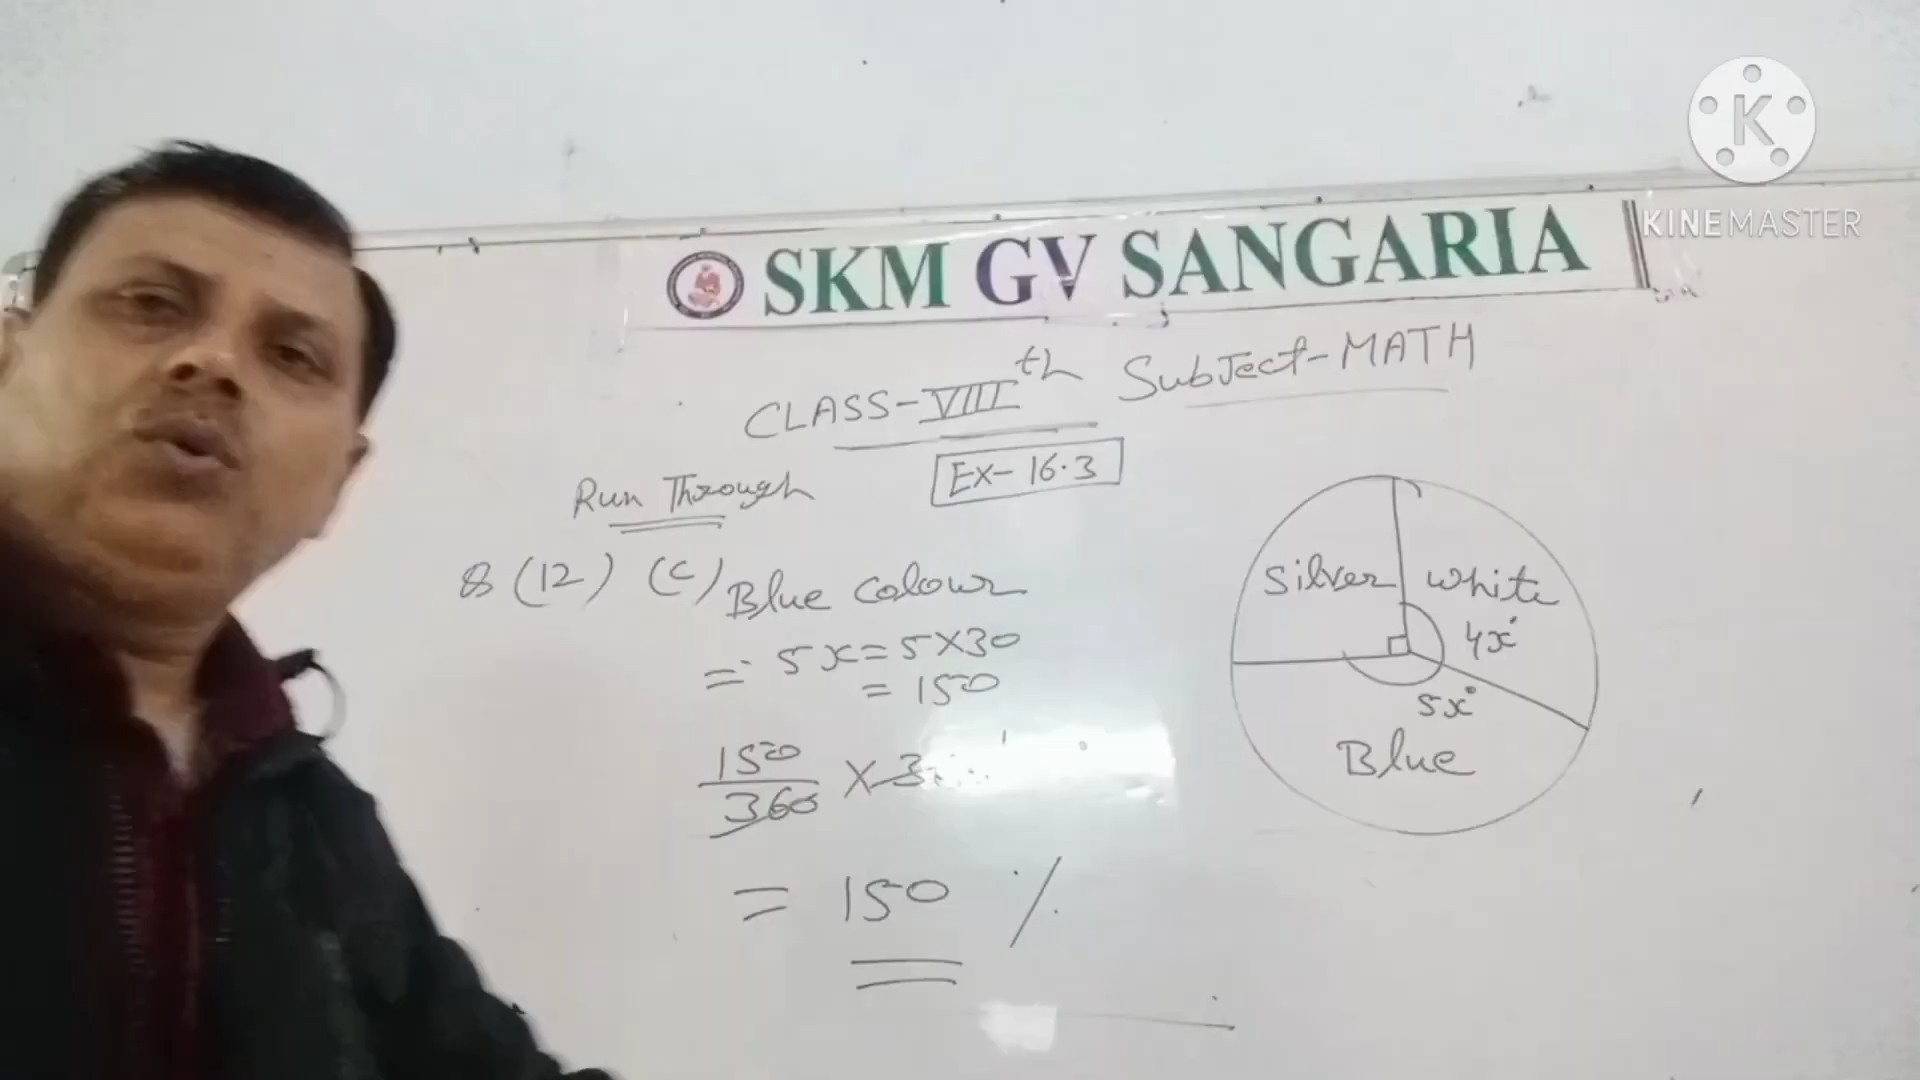 K
KINEMASTER
SKM GV SANGARIA
CLASS-VIIIth Subject-MATH
Run Through
Ex-16.3
8 (12) (c) Blue colour
= 5x = 5×30
= 150
150/360 × 3
= 150 %
Silver
white
4x°
5x°
Blue